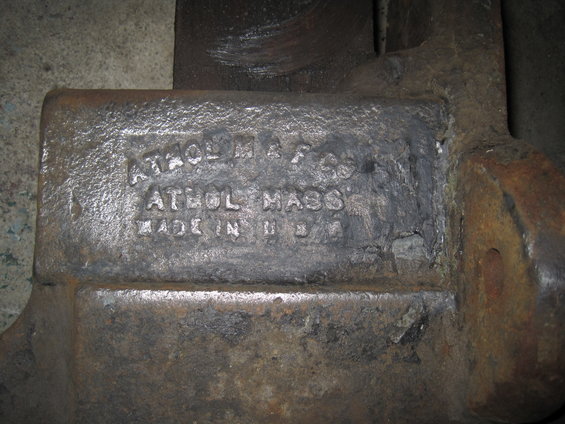 ATHOL M'F'G CO
ATHOL MASS
MADE IN U S A